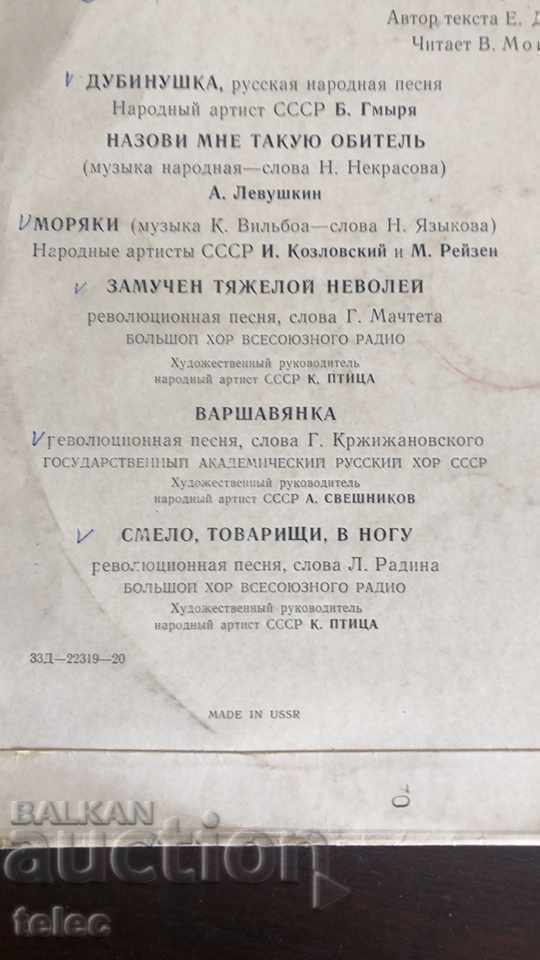 Автор текста Е.
Читает В.
ДУБИНУШКА, русская народная песня
Народный артист СССР Б. Гмыря
НАЗОВИ МНЕ ТАКУЮ ОБИТЕЛЬ
(музыка народная—слова Н. Некрасова)
А. Левушкин
МОРЯКИ (музыка К. Вильбоа—слова Н. Языкова)
Народные артисты СССР И. Козловский и М. Рейзен
ЗАМУЧЕН ТЯЖЕЛОЙ НЕВОЛЕЙ
революционная песня, слова Г. Мачтета
БОЛЬШОЙ ХОР ВСЕСОЮЗНОГО РАДИО
Художественный руководитель
народный артист СССР К. ПТИЦА
ВАРШАВЯНКА
революционная песня, слова Г. Кржижановского
ГОСУДАРСТВЕННЫЙ АКАДЕМИЧЕСКИЙ РУССКИЙ ХОР СССР
Художественный руководитель
народный артист СССР А. СВЕШНИКОВ
СМЕЛО, ТОВАРИЩИ, В НОГУ
революционная песня, слова Л. Радина
БОЛЬШОЙ ХОР ВСЕСОЮЗНОГО РАДИО
Художественный руководитель
народный артист СССР К. ПТИЦА
33Д—22319—20
MADE IN USSR
70
BALKAN
auction
telec